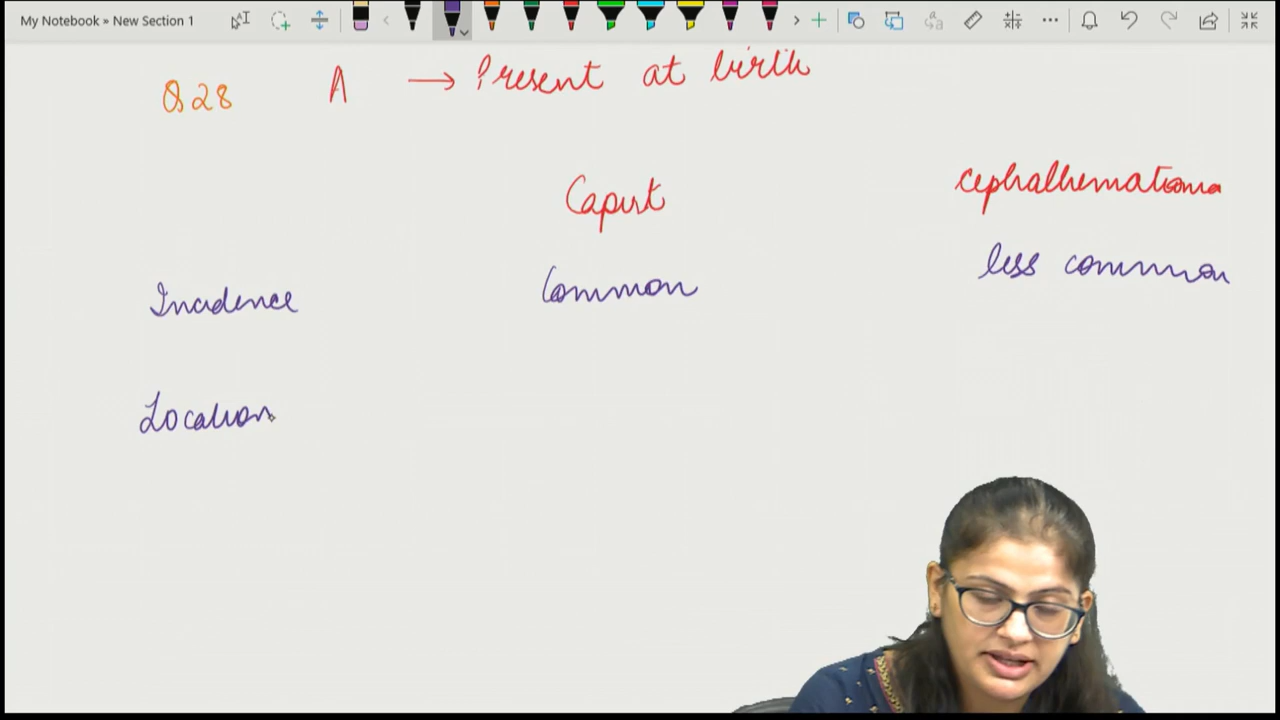 My Notebook » New Section 1
Q28 A → Present at birth
Caput cephalhematoma
Incidence Common less common
Location